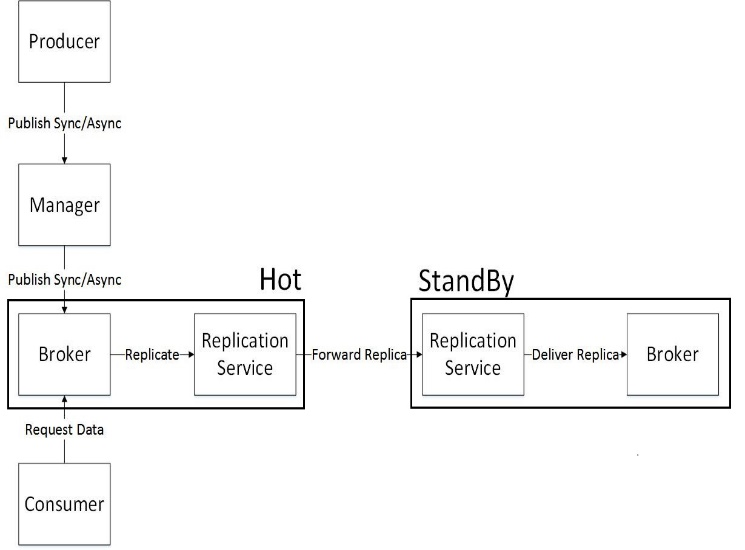 Producer
Publish Sync/Async
Manager
Publish Sync/Async
Hot
StandBy
Broker
Replicate
Replication
Service
Forward Replica
Replication
Service
Deliver Replica
Broker
Request Data
Consumer